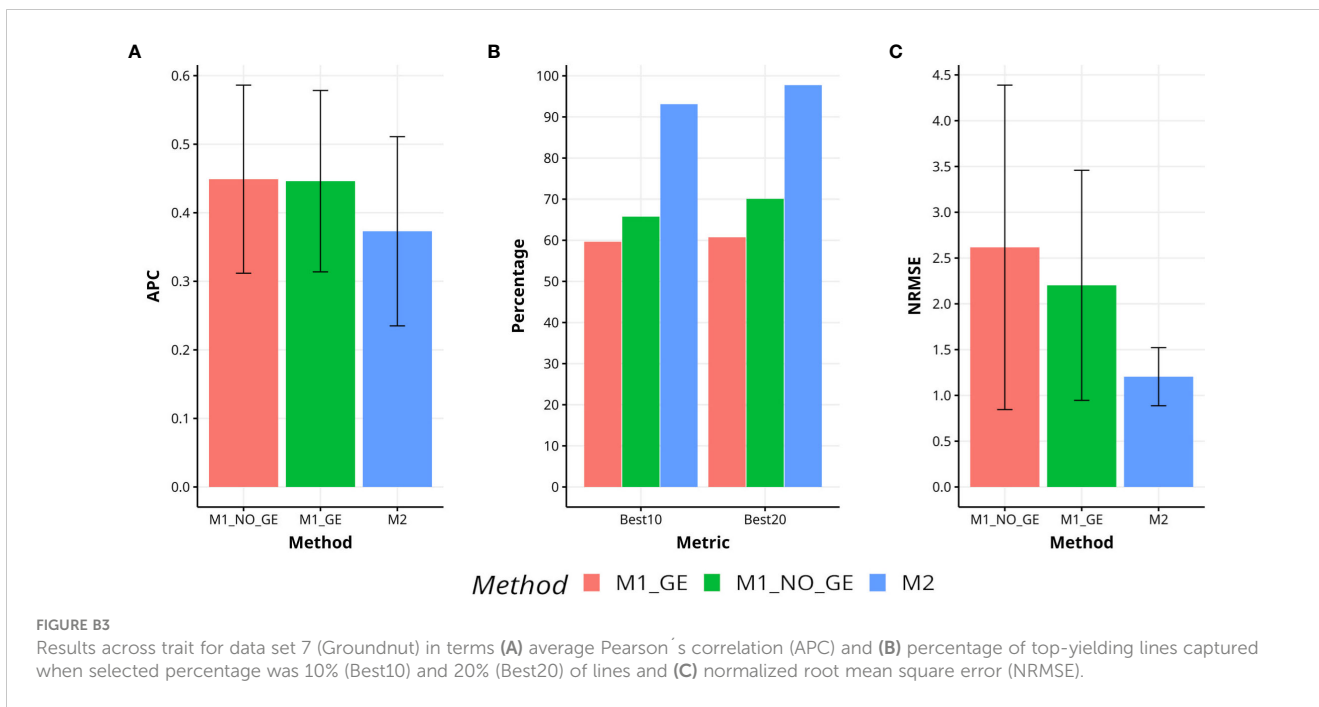 A
0.6
0.5
0.4
0.3
0.2
0.1
0.0
APC
M1_NO_GE M1_GE M2
Method
B
100
90
80
70
60
50
40
30
20
10
0
Percentage
Best10 Best20
Metric
C
4.5
4.0
3.5
3.0
2.5
2.0
1.5
1.0
0.5
0.0
NRMSE
M1_NO_GE M1_GE M2
Method
Method M1_GE M1_NO_GE M2
FIGURE B3
Results across trait for data set 7 (Groundnut) in terms (A) average Pearson´s correlation (APC) and (B) percentage of top-yielding lines captured
when selected percentage was 10% (Best10) and 20% (Best20) of lines and (C) normalized root mean square error (NRMSE).